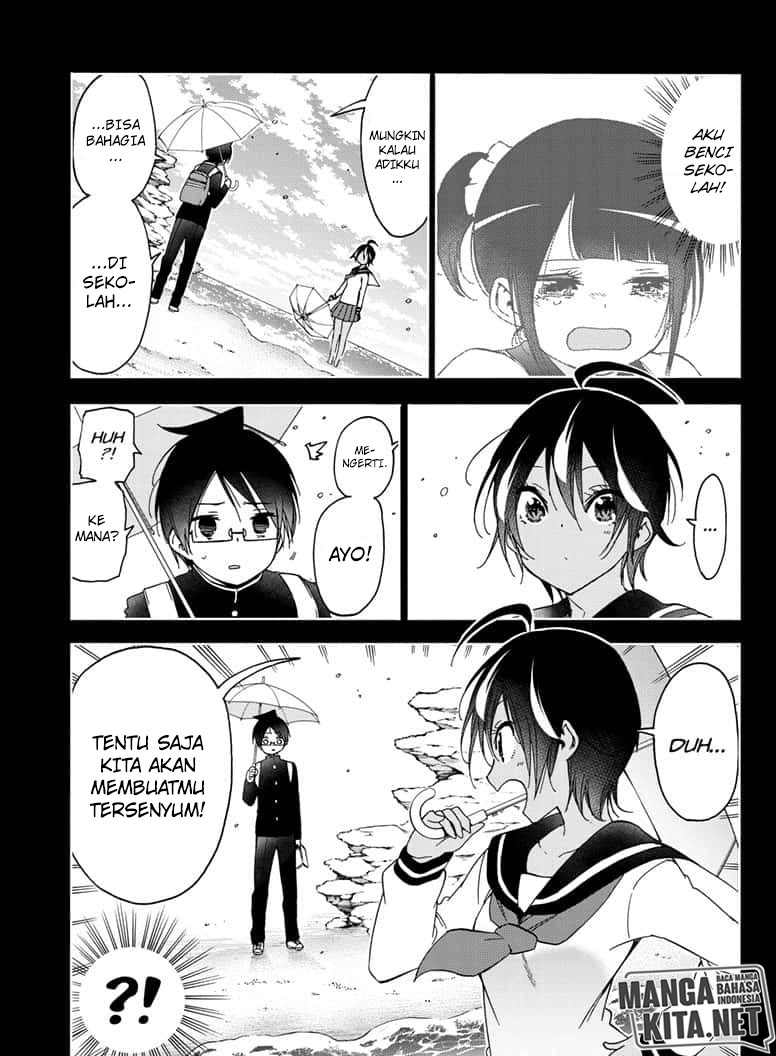 AKU
BENCI
SEKO-
LAH!
MUNGKIN
KALAU
ADIKKU
...
...BISA
BAHAGIA
...
...DI
SEKO-
LAH...
...
ME-
NGERTI.
AYO!
HUH
?!
KE
MANA?
DUH...
TENTU SAJA
KITA AKAN
MEMBUATMU
TERSENYUM!
?!
MANGA
KITA.NET
BACA MANGA
BAHASA
INDONESIA